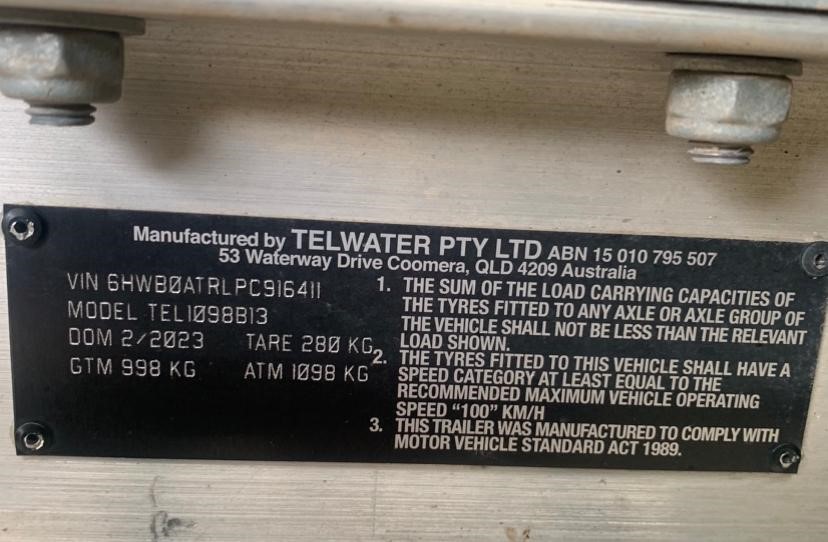 Manufactured by TELWATER PTY LTD ABN 15 010 795 507
53 Waterway Drive Coomera, QLD 4209 Australia
VIN 6HWB0ATRLPC916411
MODEL TEL1098B13
DOM 2/2023 TARE 280 KG
GTM 998 KG ATM 1098 KG
1. THE SUM OF THE LOAD CARRYING CAPACITIES OF
THE TYRES FITTED TO ANY AXLE OR AXLE GROUP OF
THE VEHICLE SHALL NOT BE LESS THAN THE RELEVANT
LOAD SHOWN.
2. THE TYRES FITTED TO THIS VEHICLE SHALL HAVE A
SPEED CATEGORY AT LEAST EQUAL TO THE
RECOMMENDED MAXIMUM VEHICLE OPERATING
SPEED “100” KM/H
3. THIS TRAILER WAS MANUFACTURED TO COMPLY WITH
MOTOR VEHICLE STANDARD ACT 1989.